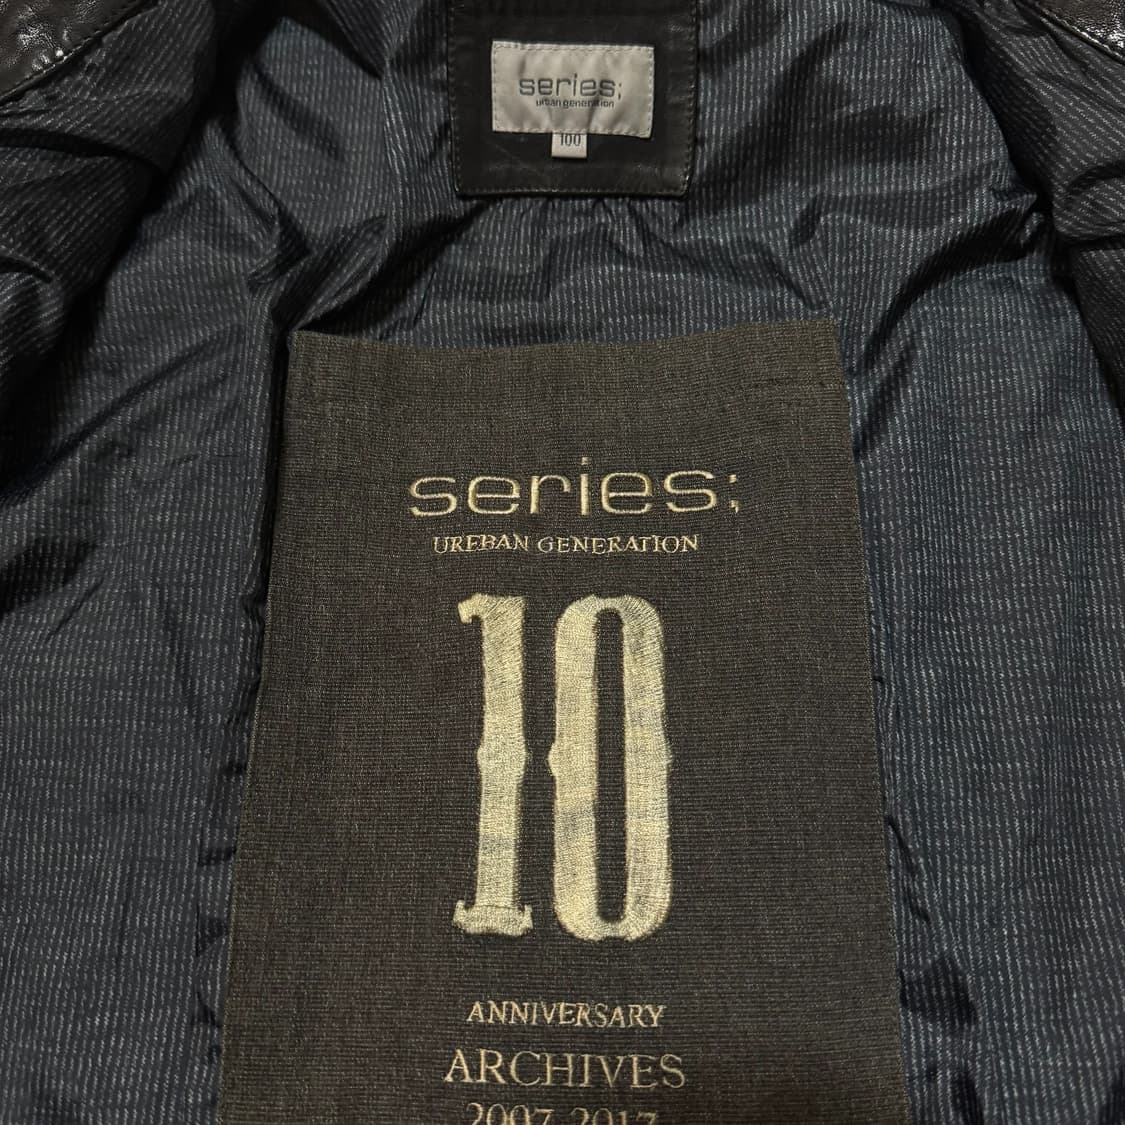 series;
urban generation
100
series;
UREBAN GENERATION
10
ANNIVERSARY
ARCHIVES
2007-2017